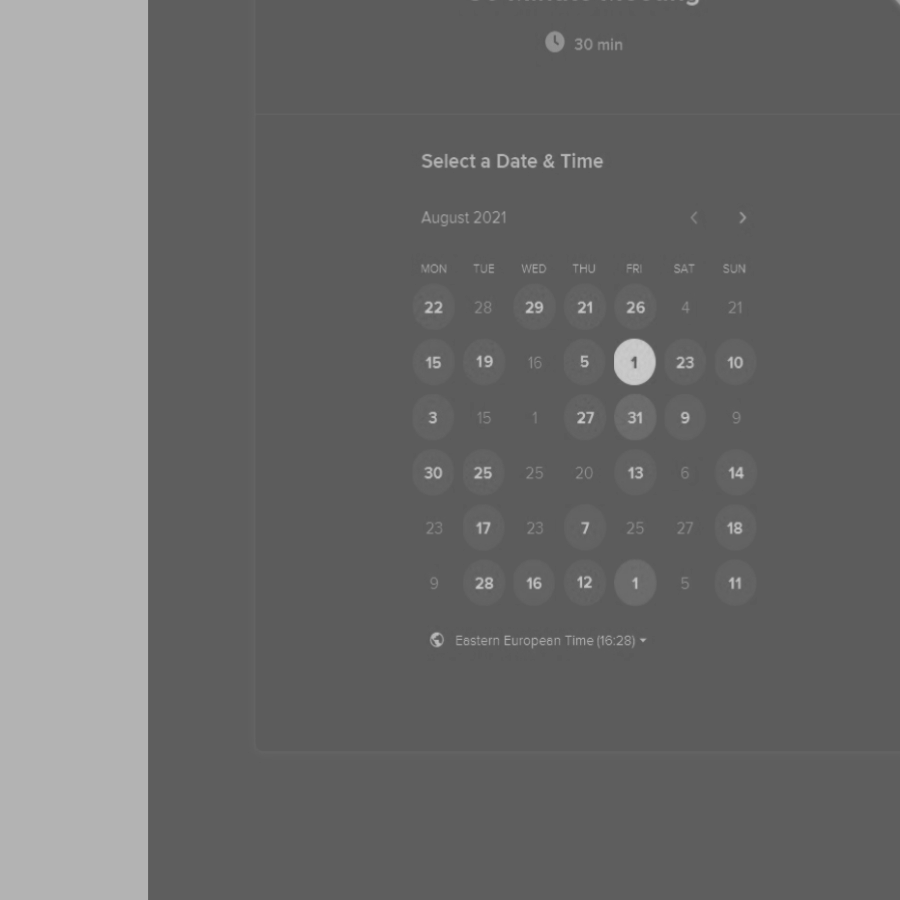 30 min
Select a Date & Time
August 2021
MON TUE WED THU FRI SAT SUN
22 28 29 21 26 4 21
15 19 16 5 1 23 10
3 15 1 27 31 9 9
30 25 25 20 13 6 14
23 17 23 7 25 27 18
9 28 16 12 1 5 11
Eastern European Time (16:28)